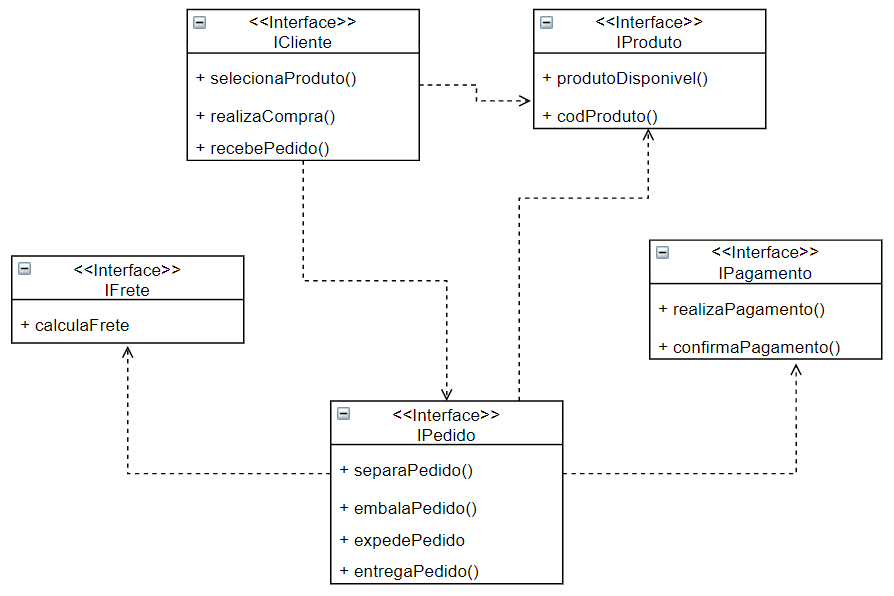 <<Interface>>
ICliente
+ selecionaProduto()
+ realizaCompra()
+ recebePedido()
<<Interface>>
IProduto
+ produtoDisponivel()
+ codProduto()
<<Interface>>
IFrete
+ calculaFrete
<<Interface>>
IPagamento
+ realizaPagamento()
+ confirmaPagamento()
<<Interface>>
IPedido
+ separaPedido()
+ embalaPedido()
+ expedePedido
+ entregaPedido()